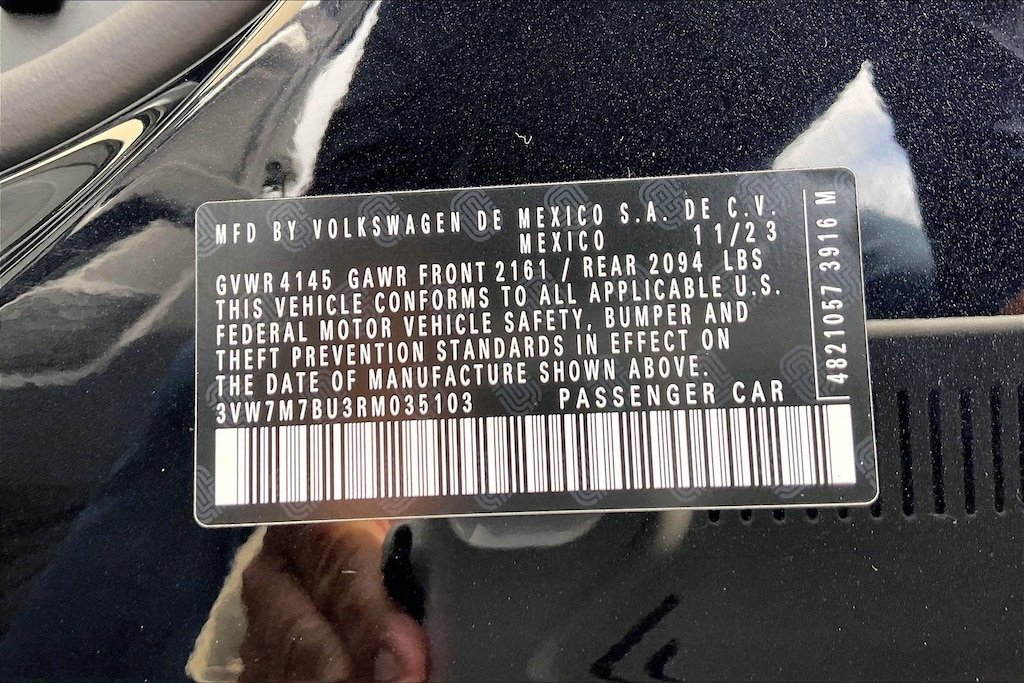 MFD BY VOLKSWAGEN DE MEXICO S.A. DE C.V.
MEXICO 11/23
GVWR 4145 GAWR FRONT 2161 / REAR 2094 LBS
THIS VEHICLE CONFORMS TO ALL APPLICABLE U.S.
FEDERAL MOTOR VEHICLE SAFETY, BUMPER AND
THEFT PREVENTION STANDARDS IN EFFECT ON
THE DATE OF MANUFACTURE SHOWN ABOVE.
3VW7M7BU3RM035103 PASSENGER CAR
4821057 3916 M